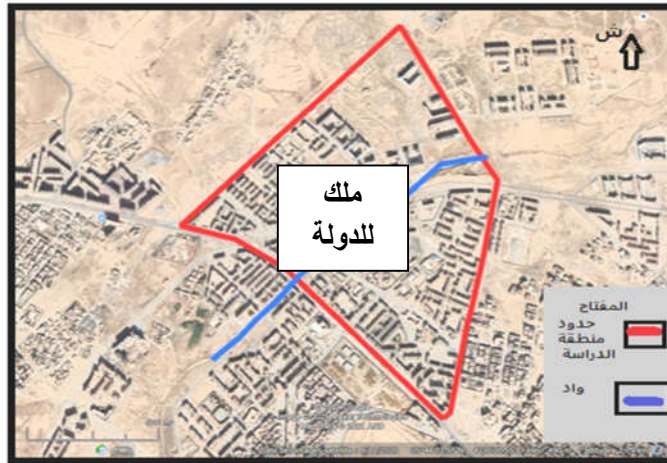 ش
ملك
للدولة
المفتاح
حدود
منطقة
الدراسة
واد